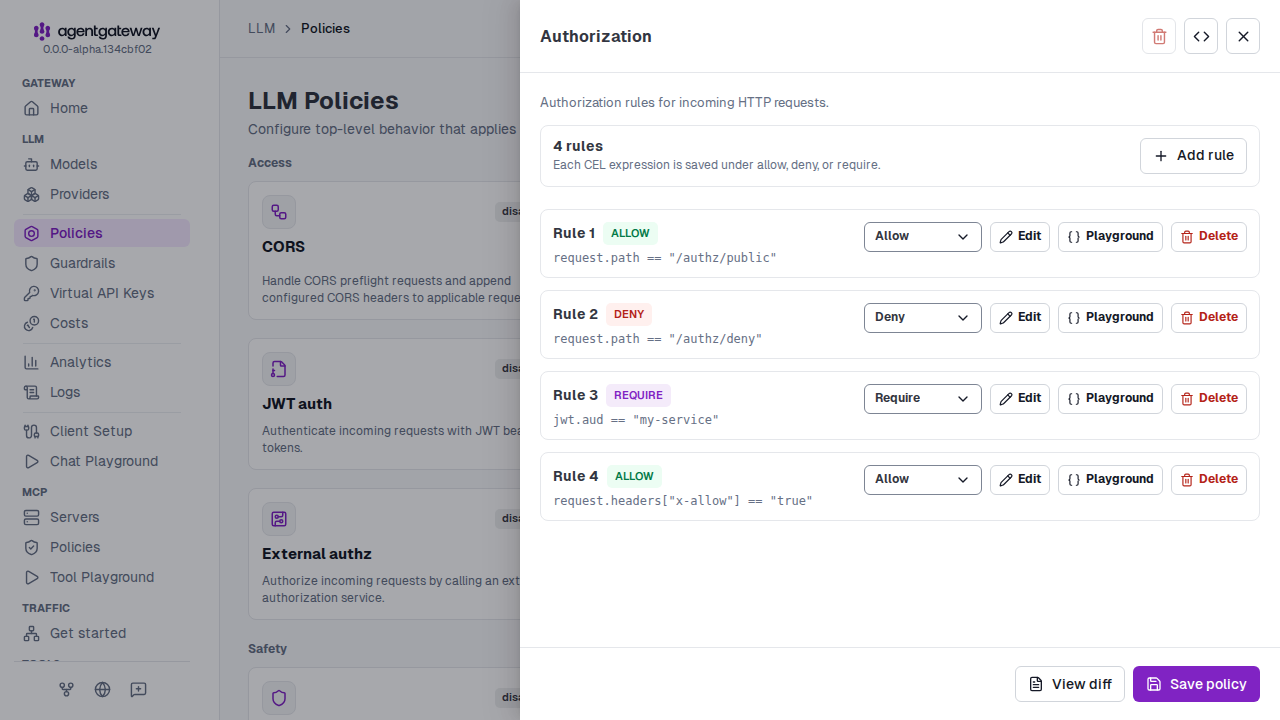 agentgateway
0.0.0-alpha.134cbf02
GATEWAY
Home
LLM
Models
Providers
Policies
Guardrails
Virtual API Keys
Costs
Analytics
Logs
Client Setup
Chat Playground
MCP
Servers
Policies
Tool Playground
TRAFFIC
Get started
LLM > Policies
LLM Policies
Configure top-level behavior that applies
Access
CORS
Handle CORS preflight requests and append
configured CORS headers to applicable
JWT auth
Authenticate incoming requests with JWT
tokens.
External authz
Authorize incoming requests by calling an
authorization service.
Safety
Authorization
Authorization rules for incoming HTTP requests.
4 rules
Each CEL expression is saved under allow, deny, or require.
Add rule
Rule 1 ALLOW Allow Edit { } Playground Delete
request.path == "/authz/public"
Rule 2 DENY Deny Edit { } Playground Delete
request.path == "/authz/deny"
Rule 3 REQUIRE Require Edit { } Playground Delete
jwt.aud == "my-service"
Rule 4 ALLOW Allow Edit { } Playground Delete
request.headers["x-allow"] == "true"
View diff
Save policy